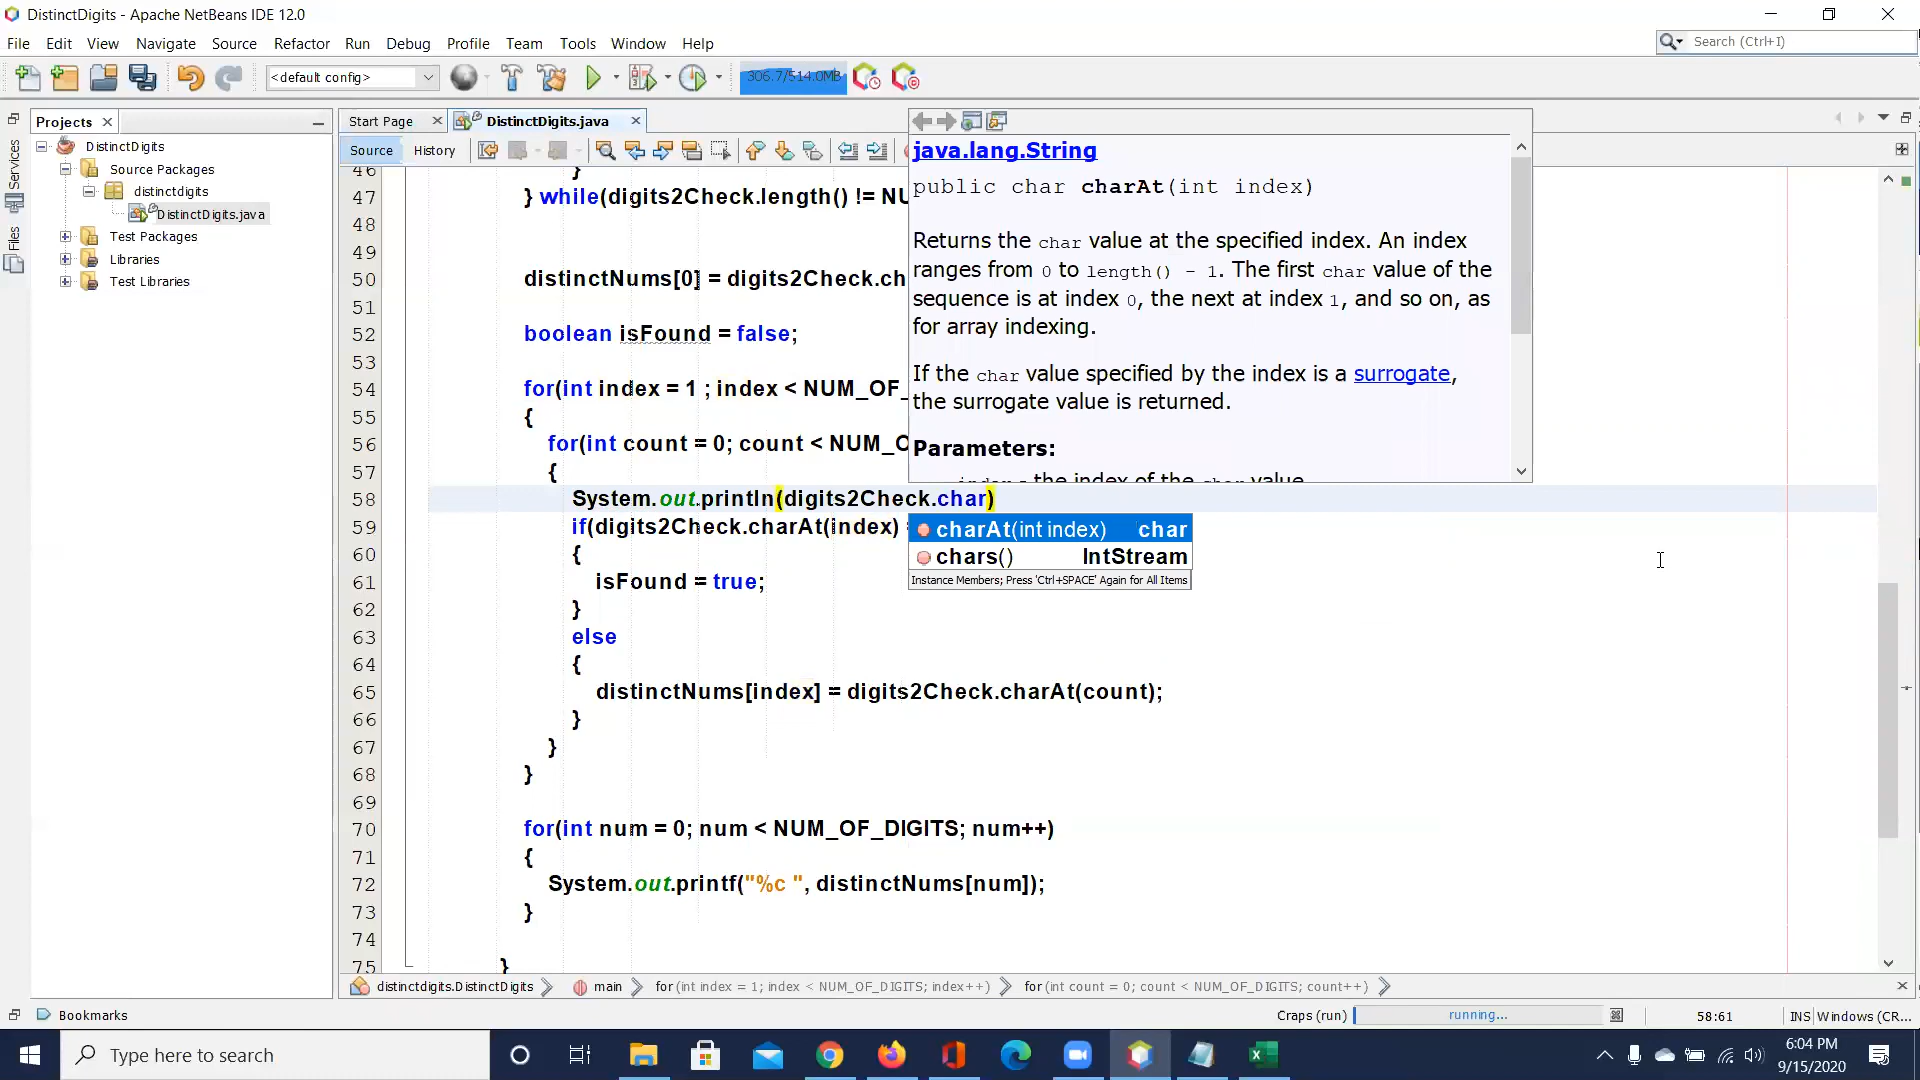 DistinctDigits - Apache NetBeans IDE 12.0
File Edit View Navigate Source Refactor Run Debug Profile Team Tools Window Help
Search (Ctrl+I)
<default config>
306.7/514.0MB
Projects
Start Page
DistinctDigits.java
Services
Files
DistinctDigits
Source Packages
distinctdigits
DistinctDigits.java
Test Packages
Libraries
Test Libraries
Source History
46 }
47 } while(digits2Check.length() != NU
48
49
50 distinctNums[0] = digits2Check.ch
51
52 boolean isFound = false;
53
54 for(int index = 1 ; index < NUM_OF_
55 {
56 for(int count = 0; count < NUM_O
57 {
58 System.out.println(digits2Check.char)
59 if(digits2Check.charAt(index)
60 {
61 isFound = true;
62 }
63 else
64 {
65 distinctNums[index] = digits2Check.charAt(count);
66 }
67 }
68 }
69
70 for(int num = 0; num < NUM_OF_DIGITS; num++)
71 {
72 System.out.printf("%c ", distinctNums[num]);
73 }
74
75 }
java.lang.String
public char charAt(int index)
Returns the char value at the specified index. An index
ranges from 0 to length() - 1. The first char value of the
sequence is at index 0, the next at index 1, and so on, as
for array indexing.
If the char value specified by the index is a surrogate,
the surrogate value is returned.
Parameters:
index - the index of the char value.
charAt(int index) char
chars() IntStream
Instance Members; Press 'Ctrl+SPACE' Again for All Items
distinctdigits.DistinctDigits
main
for (int index = 1; index < NUM_OF_DIGITS; index++)
for (int count = 0; count < NUM_OF_DIGITS; count++)
Bookmarks
Craps (run)
running...
58:61
INS
Windows (CR...
Type here to search
6:04 PM
9/15/2020